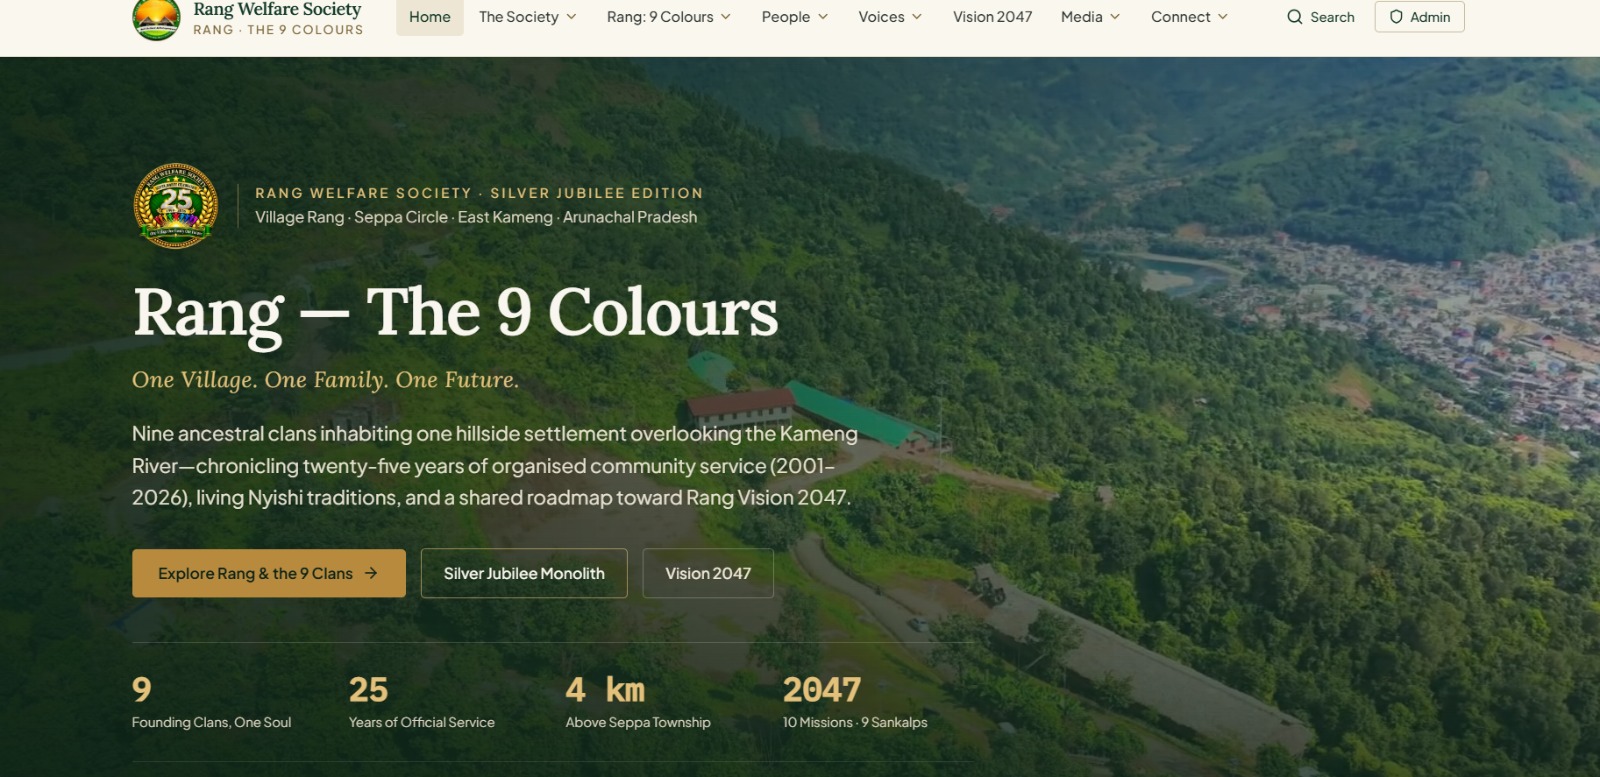 Rang Welfare Society
RANG · THE 9 COLOURS
Home
The Society
Rang: 9 Colours
People
Voices
Vision 2047
Media
Connect
Search
Admin
RANG WELFARE SOCIETY
25
RANG WELFARE SOCIETY · SILVER JUBILEE EDITION
Village Rang · Seppa Circle · East Kameng · Arunachal Pradesh
Rang — The 9 Colours
One Village. One Family. One Future.
Nine ancestral clans inhabiting one hillside settlement overlooking the Kameng
River—chronicling twenty-five years of organised community service (2001–
2026), living Nyishi traditions, and a shared roadmap toward Rang Vision 2047.
Explore Rang & the 9 Clans →
Silver Jubilee Monolith
Vision 2047
9
Founding Clans, One Soul
25
Years of Official Service
4 km
Above Seppa Township
2047
10 Missions · 9 Sankalps